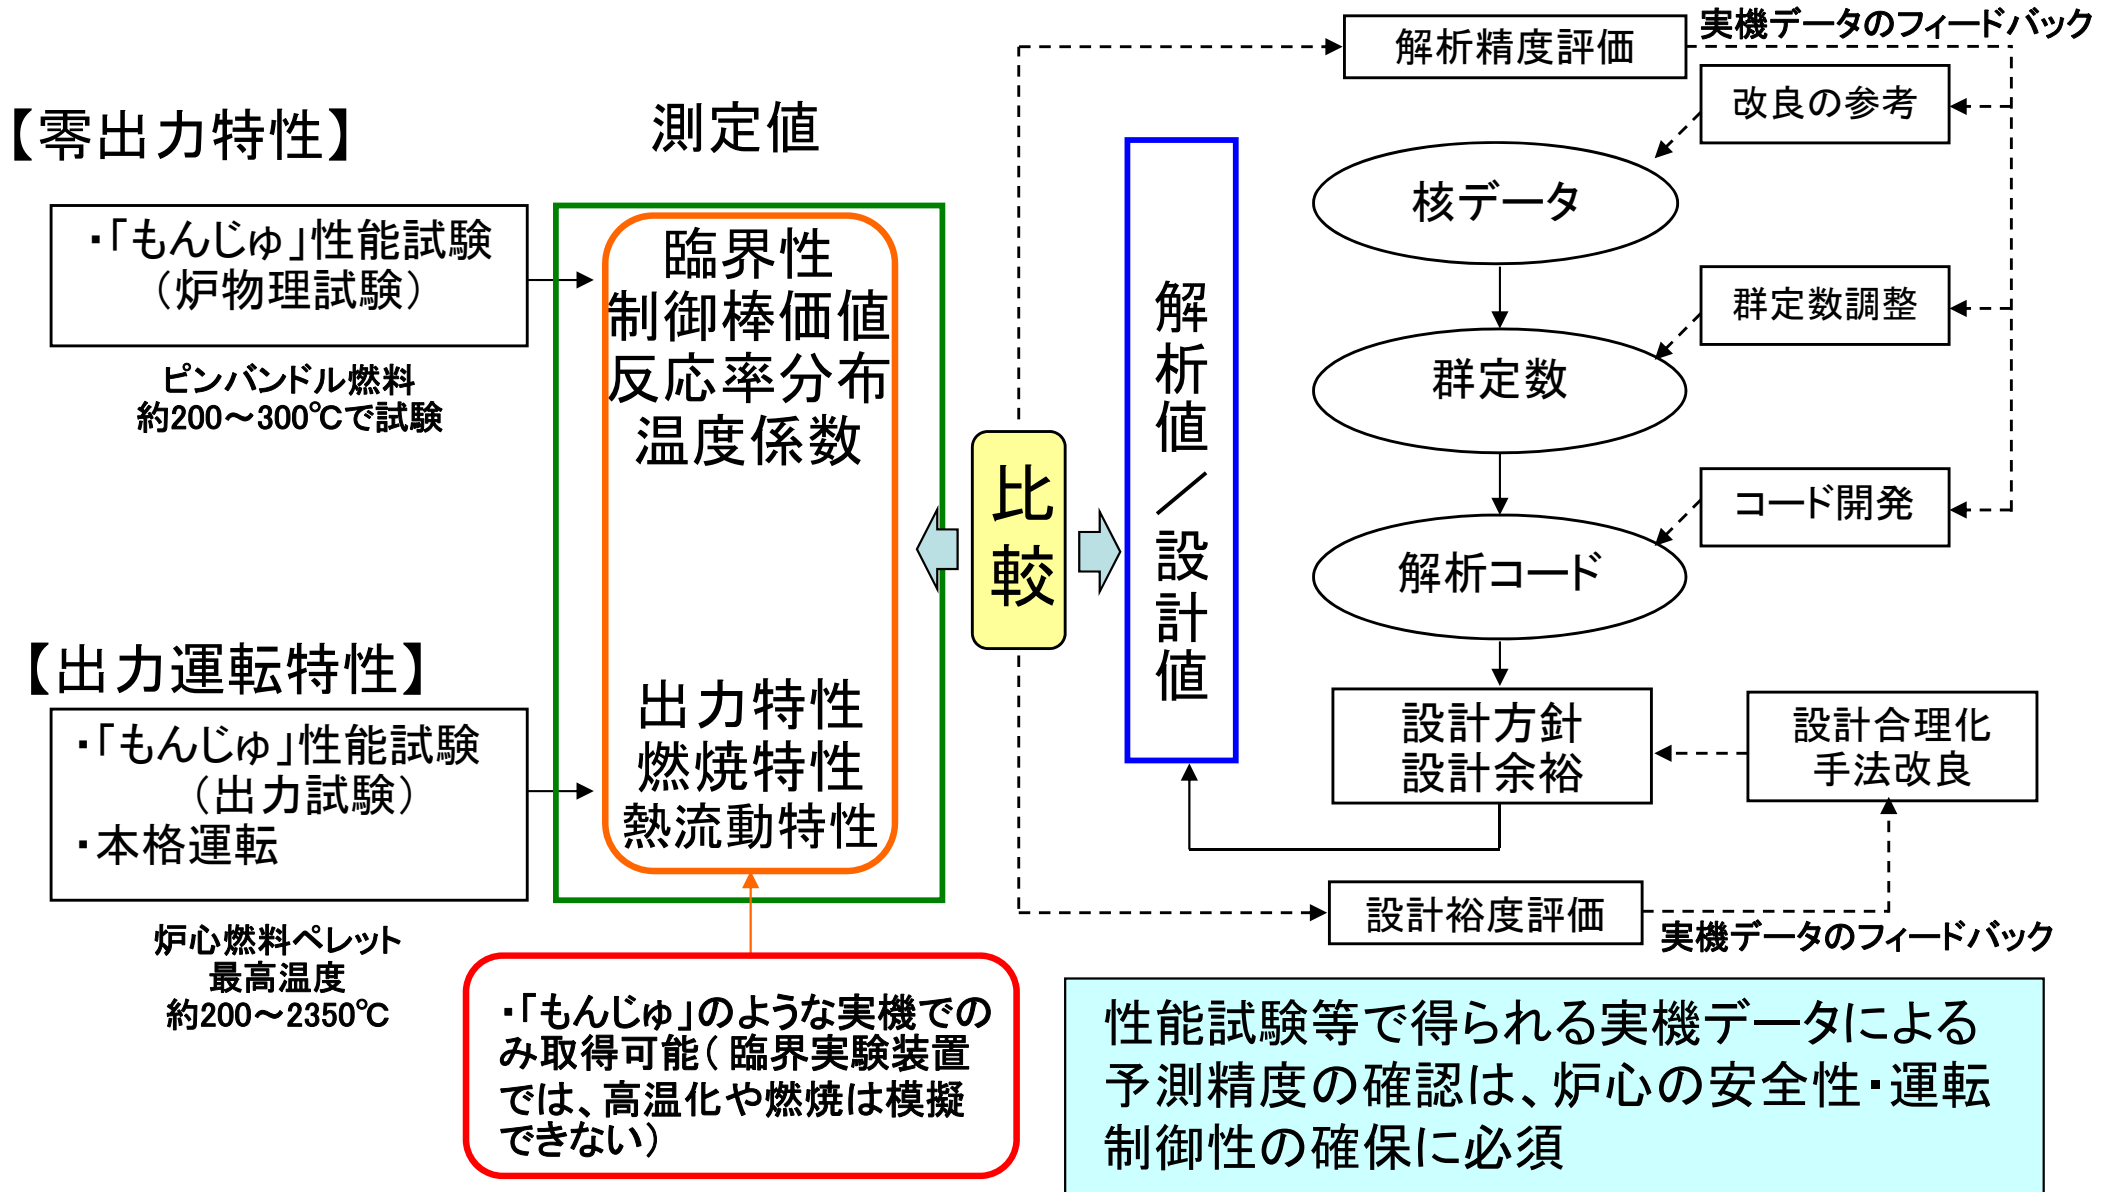 【零出力特性】
・「もんじゅ」性能試験
（炉物理試験）
ピンバンドル燃料
約200～300℃で試験
【出力運転特性】
・「もんじゅ」性能試験
（出力試験）
・本格運転
炉心燃料ペレット
最高温度
約200～2350℃
測定値
臨界性
制御棒価値
反応率分布
温度係数
出力特性
燃焼特性
熱流動特性
・「もんじゅ」のような実機での
み取得可能（臨界実験装置
では、高温化や燃焼は模擬
できない）
比較
解析値／設計値
解析精度評価
実機データのフィードバック
改良の参考
核データ
群定数調整
群定数
コード開発
解析コード
設計方針
設計余裕
設計合理化
手法改良
設計裕度評価
実機データのフィードバック
性能試験等で得られる実機データによる
予測精度の確認は、炉心の安全性・運転
制御性の確保に必須